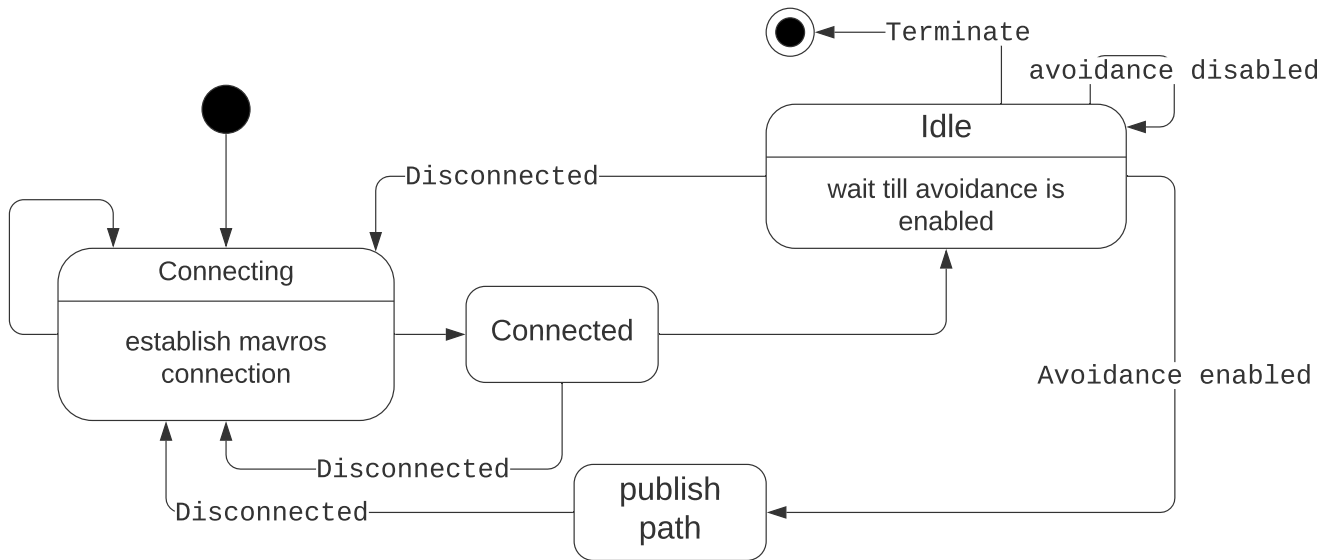 Terminate
avoidance disabled
Idle
wait till avoidance is
enabled
Disconnected
Connecting
establish mavros
connection
Connected
Avoidance enabled
Disconnected
publish
path
Disconnected